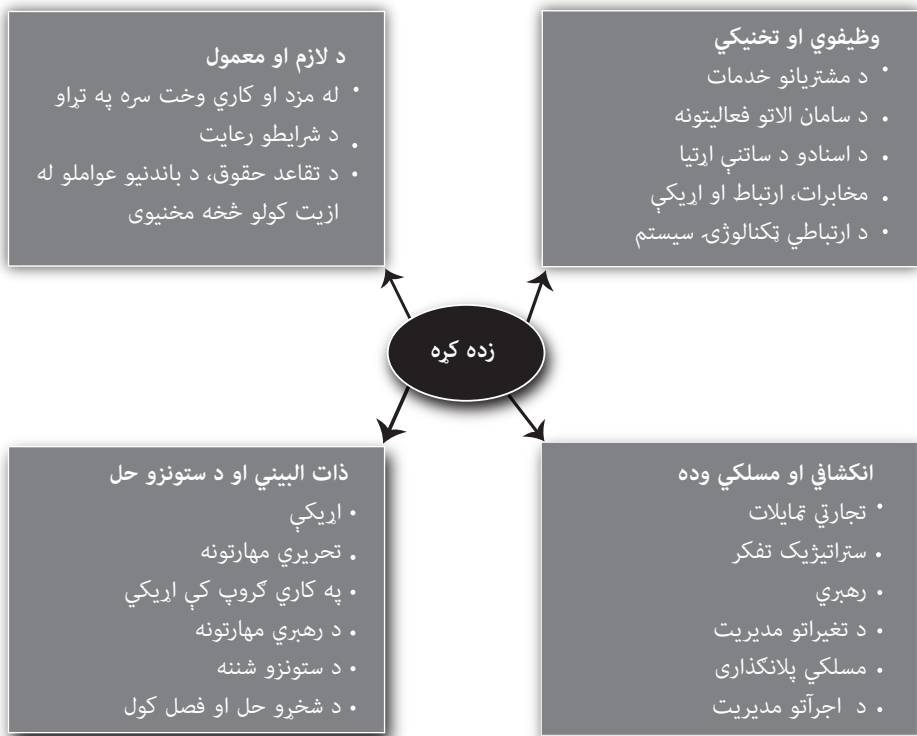 وظیفوي او تخنیکي
• د مشتریانو خدمات
• د سامان الاتو فعالیتونه
• د اسنادو د ساتنې اړتیا
• مخابرات، ارتباط او اړیکې
• د ارتباطي ټکنالوژۍ سیستم
د لازم او معمول
• له مزد او کاري وخت سره په تړاو
• د شرایطو رعایت
• د تقاعد حقوق، د باندنیو عواملو له
ازیت کولو څخه مخنیوی
زده کړه
انکشافي او مسلکي وده
• تجارتي تمایلات
• ستراتیژیک تفکر
• رهبري
• د تغیراتو مدیریت
• مسلکي پلانګذاری
• د اجرآتو مدیریت
ذات البیني او د ستونزو حل
• اړیکې
• تحریري مهارتونه
• په کاري ګروپ کې اړیکي
• د رهبري مهارتونه
• د ستونزو شننه
• د شخړو حل او فصل کول